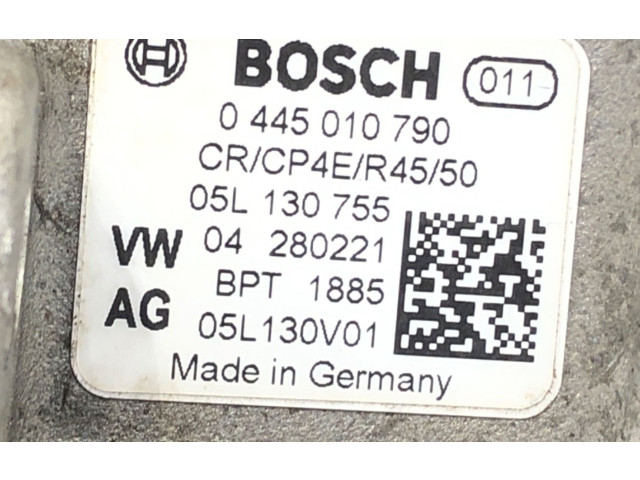 BOSCH 011
0 445 010 790
CR/CP4E/R45/50
05L 130 755
VW 04 280221
BPT 1885
AG 05L130V01
Made in Germany